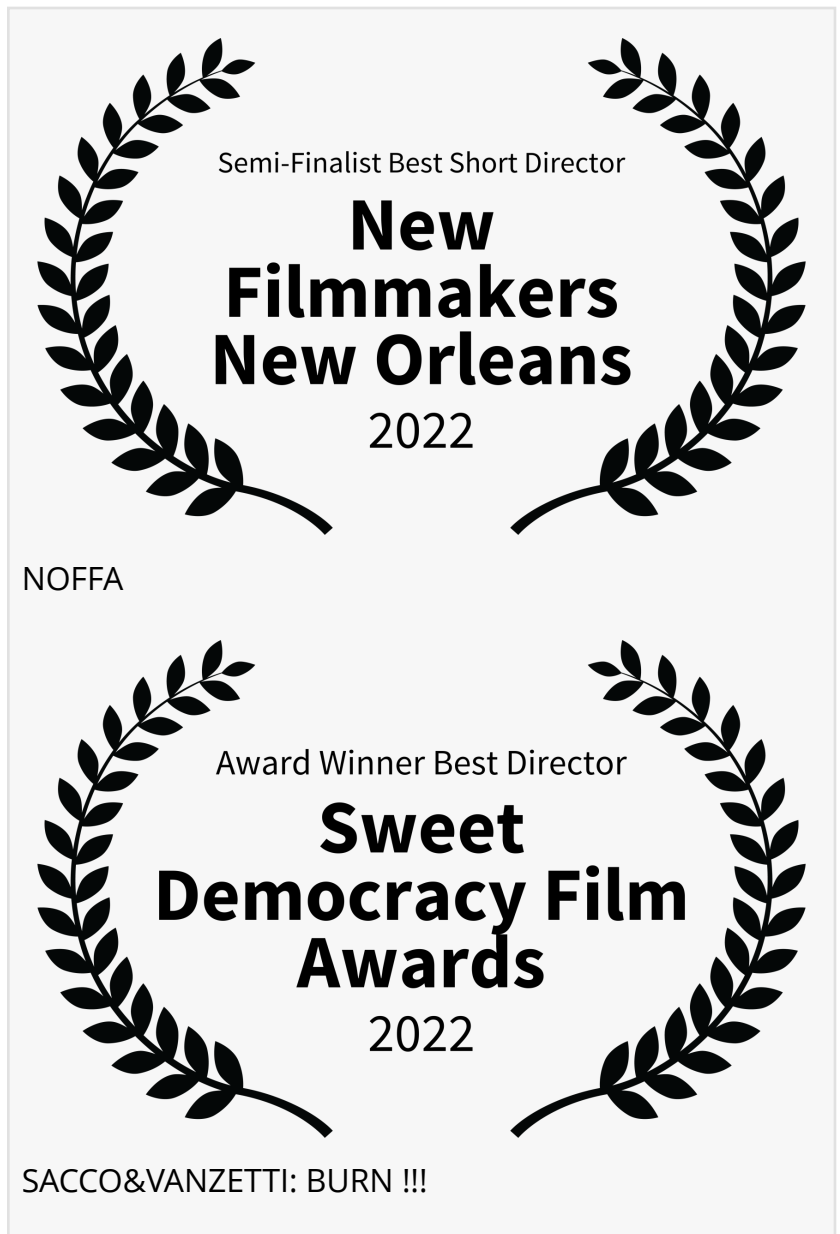 Semi-Finalist Best Short Director
New
Filmmakers
New Orleans
2022
NOFFA
Award Winner Best Director
Sweet
Democracy Film
Awards
2022
SACCO&VANZETTI: BURN !!!